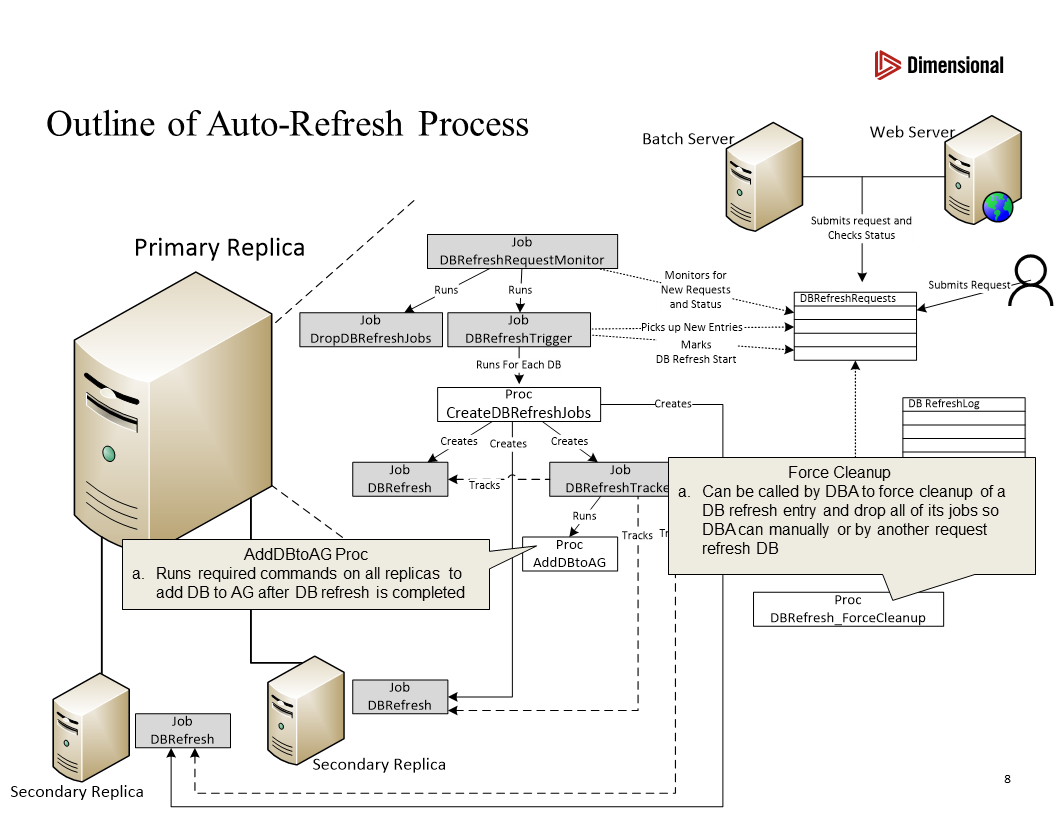 Dimensional
Outline of Auto-Refresh Process
Batch Server
Web Server
Submits request and
Checks Status
Primary Replica
Job
DBRefreshRequestMonitor
Monitors for
New Requests
and Status
Submits Request
DBRefreshRequests
Runs
Runs
Job
DropDBRefreshJobs
Job
DBRefreshTrigger
Picks up New Entries
Marks
DB Refresh Start
Runs For Each DB
Proc
CreateDBRefreshJobs
Creates
DB RefreshLog
Creates
Creates
Creates
Job
DBRefresh
Tracks
Job
Force Cleanup
a. Can be called by DBA to force cleanup of a
DB refresh entry and drop all of its jobs so
DBA can manually or by another request
refresh DB
Runs
Tracks
Proc
AddDBtoAG
AddDBtoAG Proc
a. Runs required commands on all replicas to
add DB to AG after DB refresh is completed
Proc
DBRefresh_ForceCleanup
Job
DBRefresh
Job
DBRefresh
Secondary Replica
Secondary Replica
8